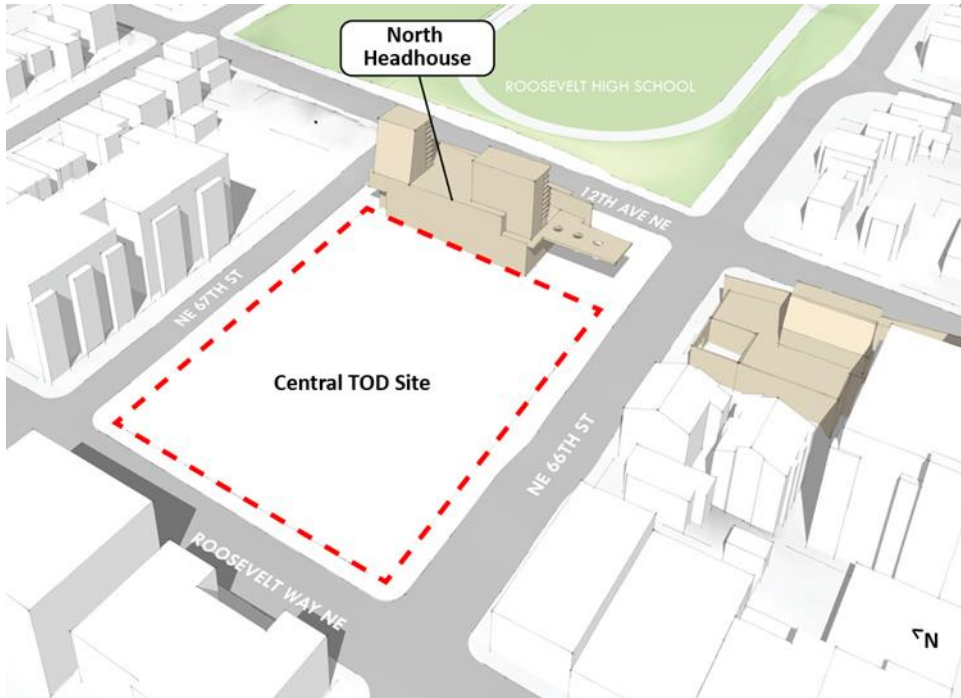 North
Headhouse
ROOSEVELT HIGH SCHOOL
12TH AVE NE
NE 67TH ST
Central TOD Site
NE 66TH ST
ROOSEVELT WAY NE
N